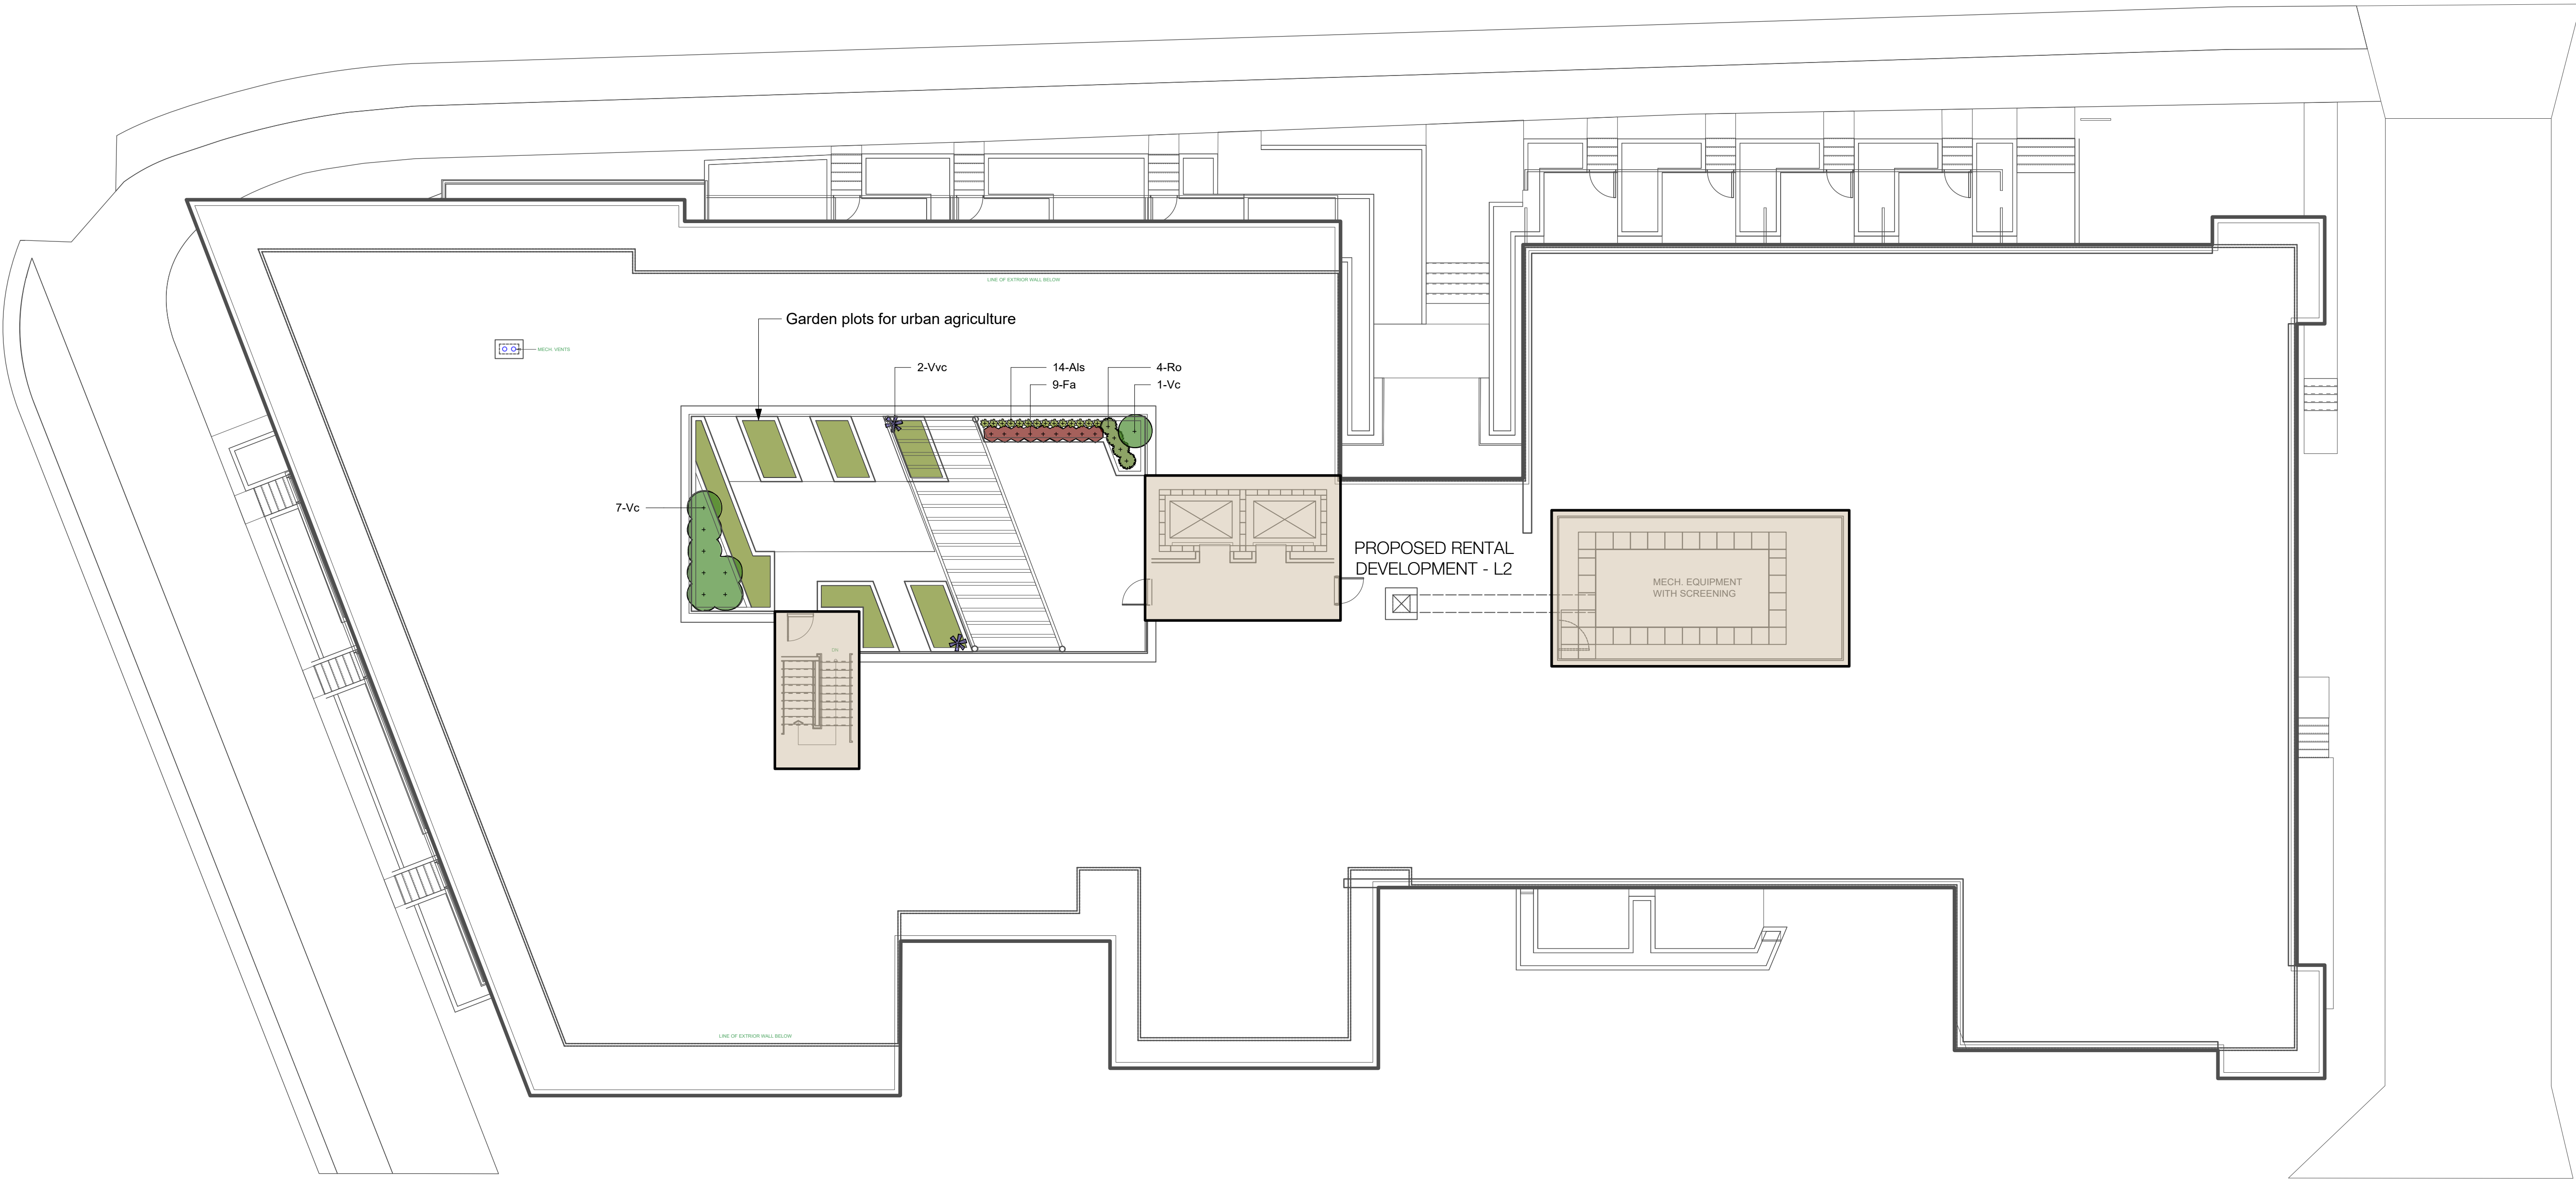 LINE OF EXTRIOR WALL BELOW
Garden plots for urban agriculture
MECH. VENTS
2-Vvc
14-Als
4-Ro
9-Fa
1-Vc
7-Vc
PROPOSED RENTAL
DEVELOPMENT - L2
MECH. EQUIPMENT
WITH SCREENING
DN
LINE OF EXTRIOR WALL BELOW